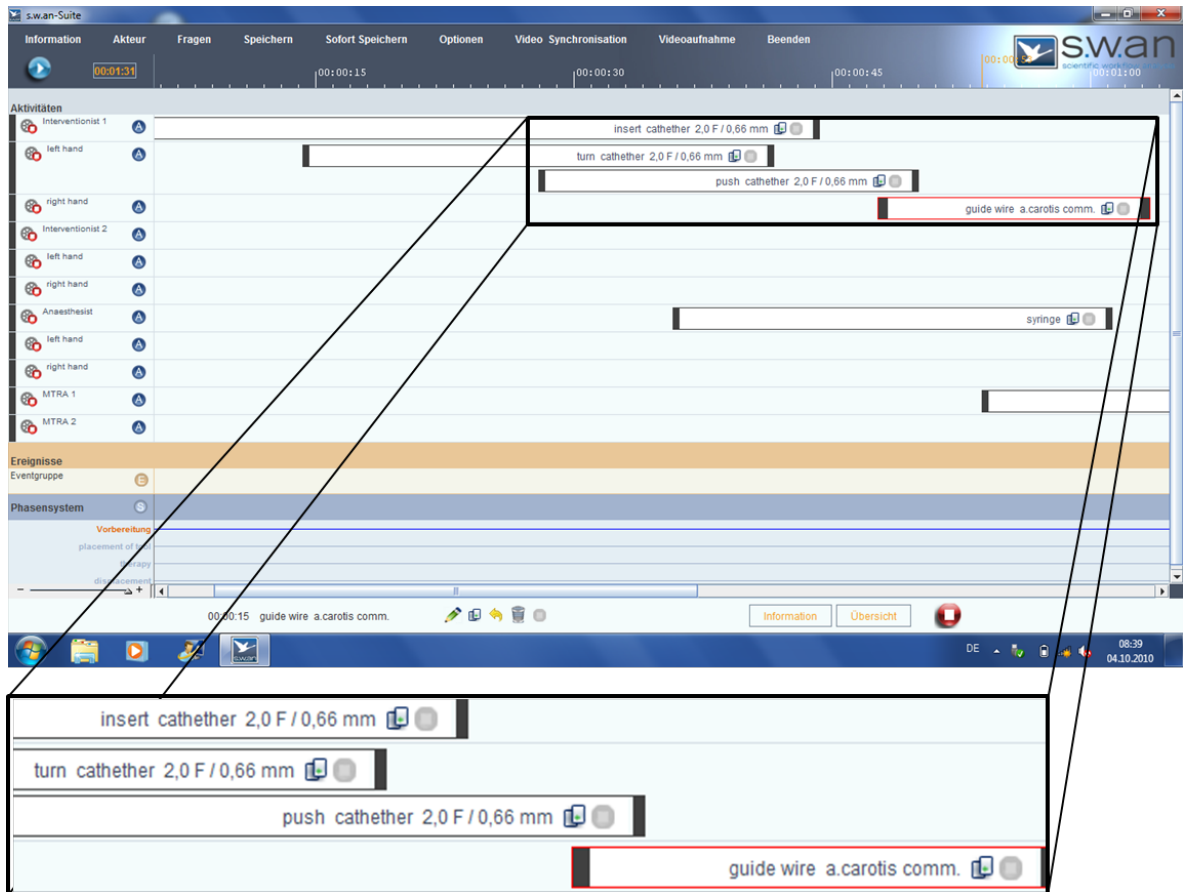 s.w.an-Suite
Information Akteur Fragen Speichern Sofort Speichern Optionen Video Synchronisation Videoaufnahme Beenden
s.w.an
00:01:31 00:00:15 00:00:30 00:00:45 00:01:00
Aktivitäten
Interventionist 1 A insert cathether 2,0 F / 0,66 mm
left hand A turn cathether 2,0 F / 0,66 mm
push cathether 2,0 F / 0,66 mm
right hand A guide wire a.carotis comm.
Interventionist 2 A
left hand A
right hand A
Anaesthesist A syringe
left hand A
right hand A
MTRA 1 A
MTRA 2 A
Ereignisse
Eventgruppe E
Phasensystem S
Vorbereitung
placement of tool
therapy
displacement
- +
00:00:15 guide wire a.carotis comm. Information Übersicht
s.w.an
DE 08:39
04.10.2010
insert cathether 2,0 F / 0,66 mm
turn cathether 2,0 F / 0,66 mm
push cathether 2,0 F / 0,66 mm
guide wire a.carotis comm.